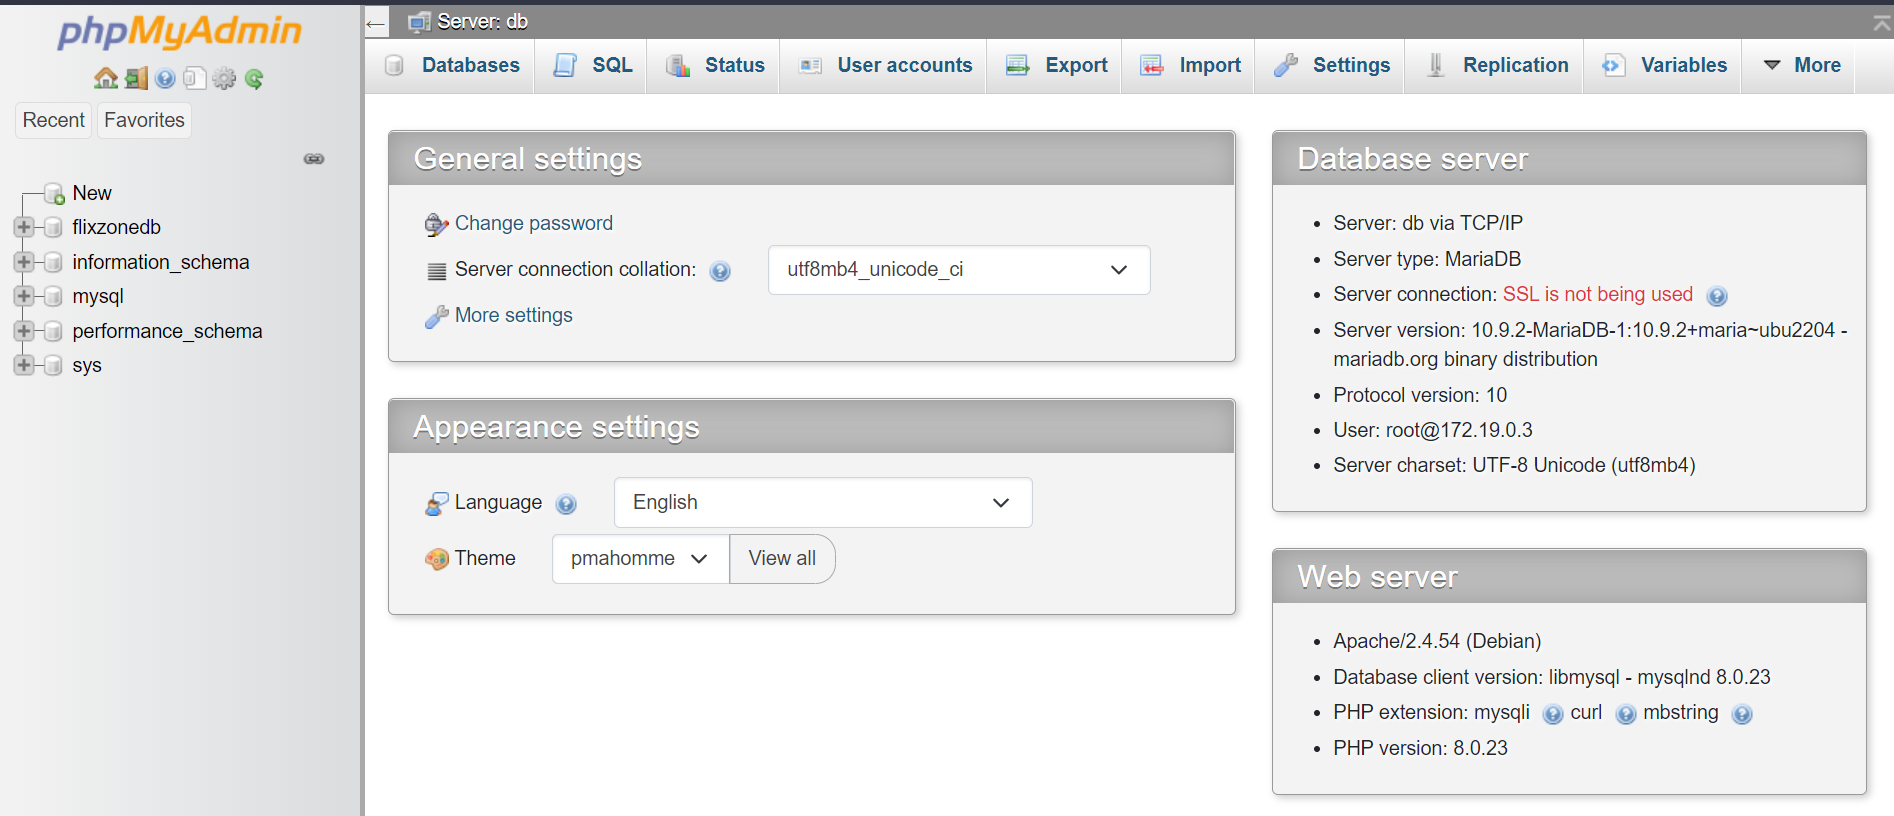 phpMyAdmin
Recent Favorites
New
flixzonedb
information_schema
mysql
performance_schema
sys
Server: db
Databases SQL Status User accounts Export Import Settings Replication Variables More
General settings
Change password
Server connection collation: utf8mb4_unicode_ci
More settings
Appearance settings
Language English
Theme pmahomme View all
Database server
Server: db via TCP/IP
Server type: MariaDB
Server connection: SSL is not being used
Server version: 10.9.2-MariaDB-1:10.9.2+maria~ubu2204 -
mariadb.org binary distribution
Protocol version: 10
User: root@172.19.0.3
Server charset: UTF-8 Unicode (utf8mb4)
Web server
Apache/2.4.54 (Debian)
Database client version: libmysql - mysqlnd 8.0.23
PHP extension: mysqli curl mbstring
PHP version: 8.0.23